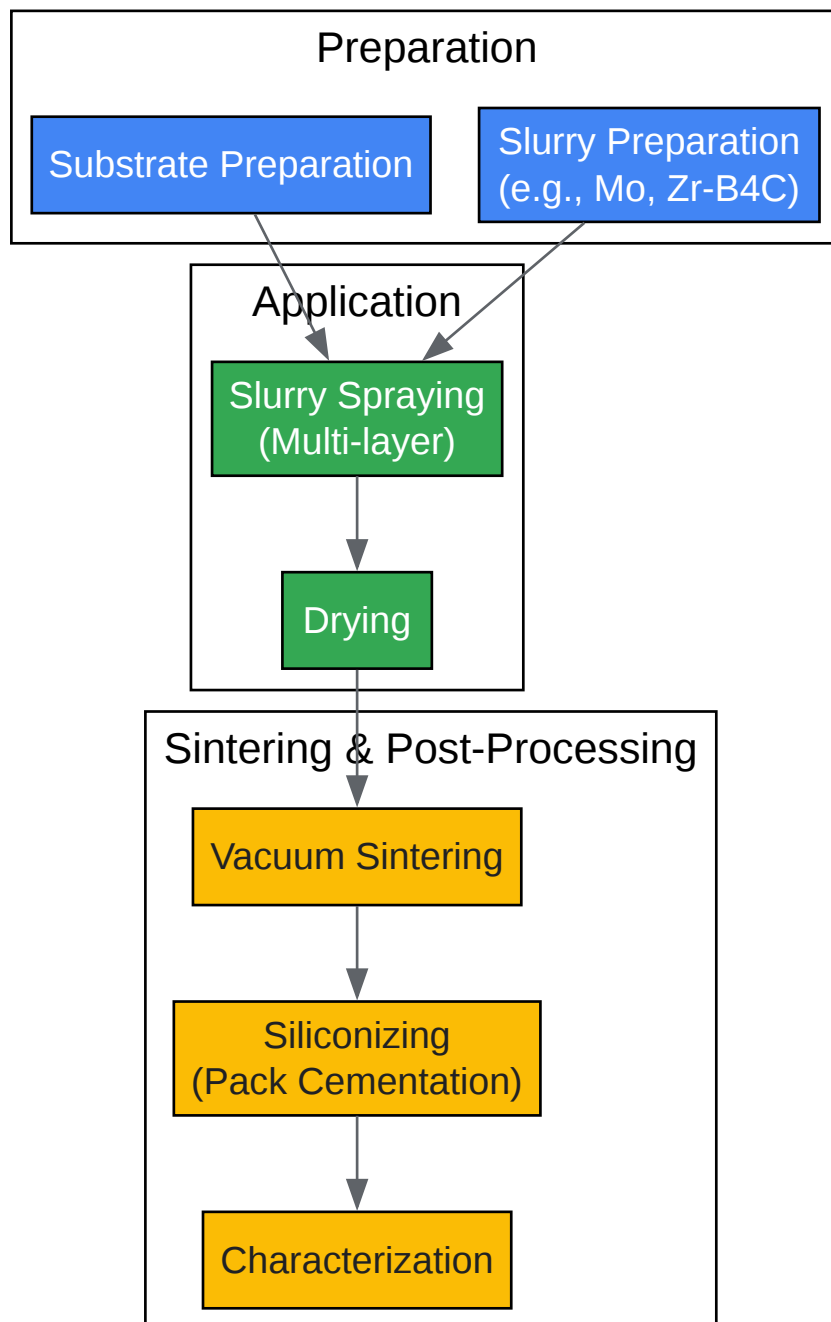 Preparation
Substrate Preparation
Slurry Preparation
(e.g., Mo, Zr-B4C)
Application
Slurry Spraying
(Multi-layer)
Drying
Sintering & Post-Processing
Vacuum Sintering
Siliconizing
(Pack Cementation)
Characterization